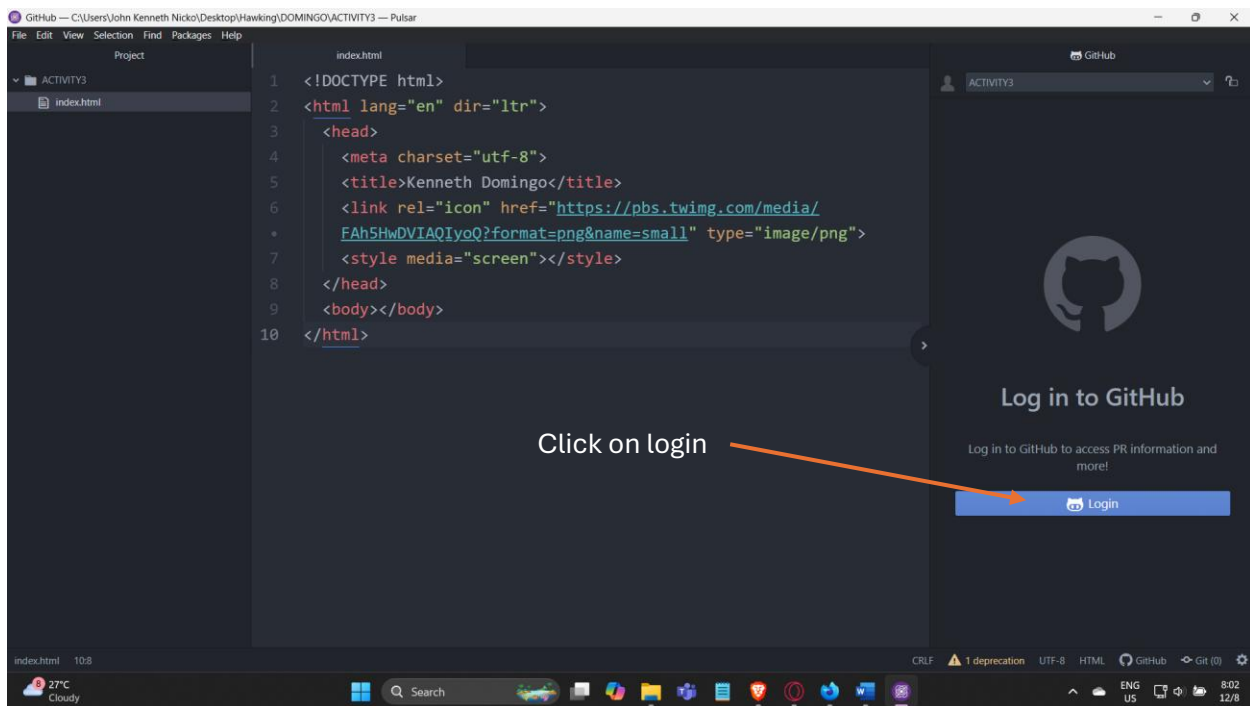 GitHub — C:\Users\John Kenneth Nicko\Desktop\Hawking\DOMINGO\ACTIVITY3 — Pulsar
File Edit View Selection Find Packages Help
Project
index.html
GitHub
ACTIVITY3
index.html
ACTIVITY3
1 <!DOCTYPE html>
2 <html lang="en" dir="ltr">
3 <head>
4 <meta charset="utf-8">
5 <title>Kenneth Domingo</title>
6 <link rel="icon" href="https://pbs.twimg.com/media/
• FAh5HwDVIAQIyoQ?format=png&name=small" type="image/png">
7 <style media="screen"></style>
8 </head>
9 <body></body>
10 </html>
Log in to GitHub
Click on login
Log in to GitHub to access PR information and
more!
Login
index.html 10:8
CRLF 1 deprecation UTF-8 HTML GitHub Git (0)
8
27°C
Cloudy
Search
ENG
US
8:02
12/8